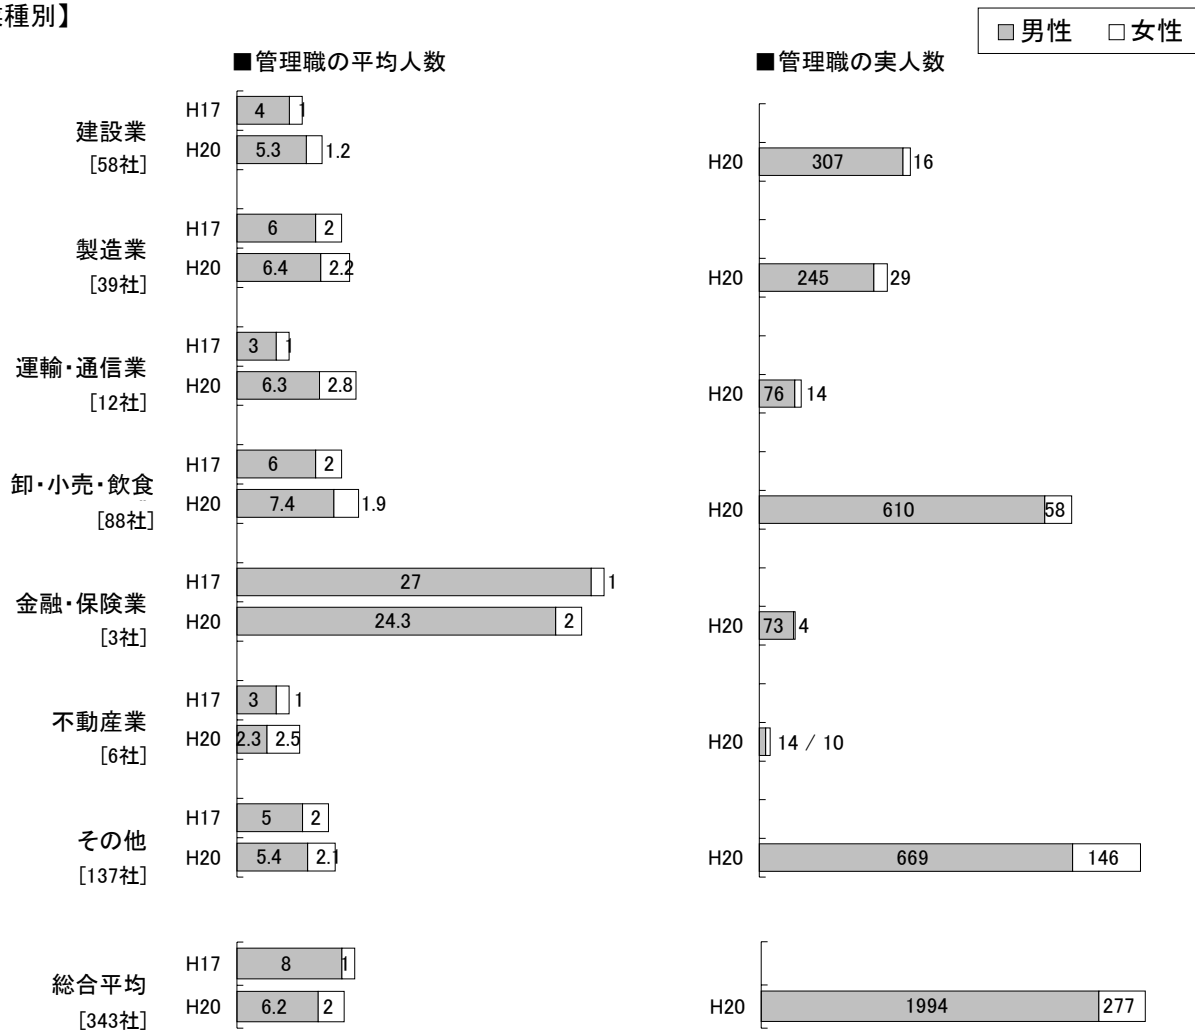 種別】
■男性 □女性
■管理職の平均人数
■管理職の実人数
建設業
[58社]
H17 4 1
H20 5.3 1.2
H20 307 16
製造業
[39社]
H17 6 2
H20 6.4 2.2
H20 245 29
運輸・通信業
[12社]
H17 3 1
H20 6.3 2.8
H20 76 14
卸・小売・飲食
[88社]
H17 6 2
H20 7.4 1.9
H20 610 58
金融・保険業
[3社]
H17 27 1
H20 24.3 2
H20 73 4
不動産業
[6社]
H17 3 1
H20 2.3 2.5
H20 14 / 10
その他
[137社]
H17 5 2
H20 5.4 2.1
H20 669 146
総合平均
[343社]
H17 8 1
H20 6.2 2
H20 1994 277